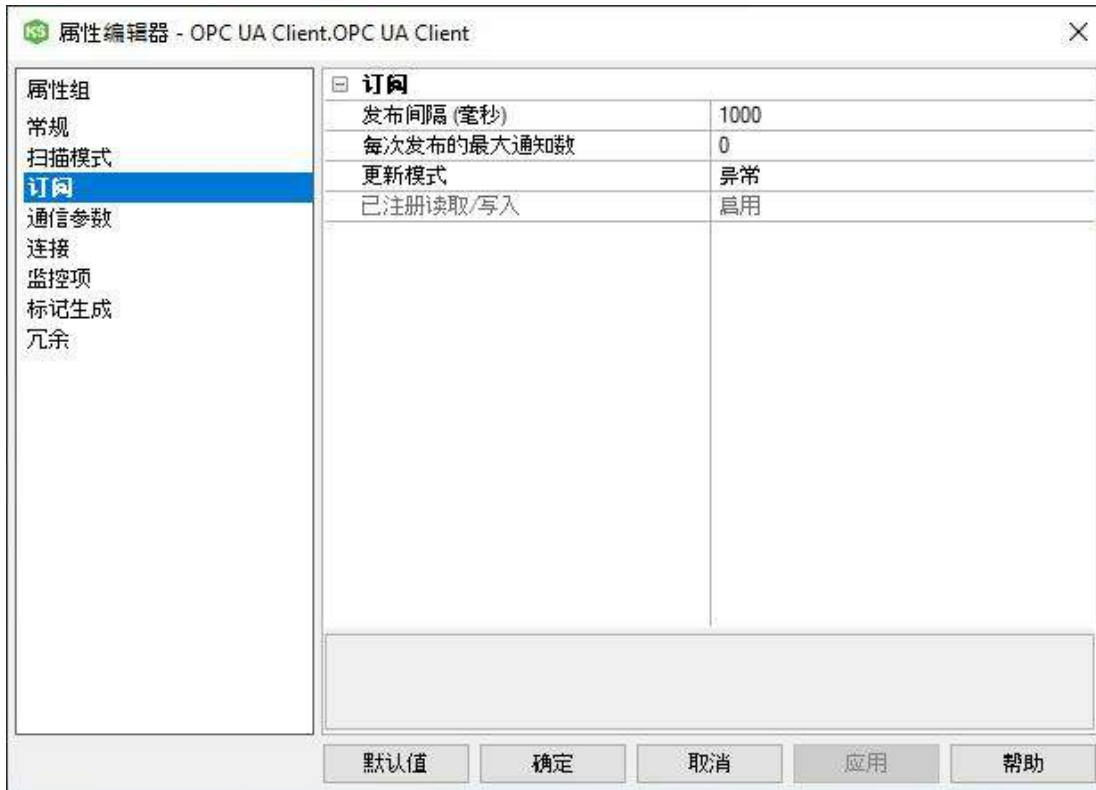 KS 属性编辑器 - OPC UA Client.OPC UA Client
属性组
常规
扫描模式
订阅
通信参数
连接
监控项
标记生成
冗余
订阅
发布间隔 (毫秒) 1000
每次发布的最大通知数 0
更新模式 异常
已注册读取/写入 启用
默认值 确定 取消 应用 帮助